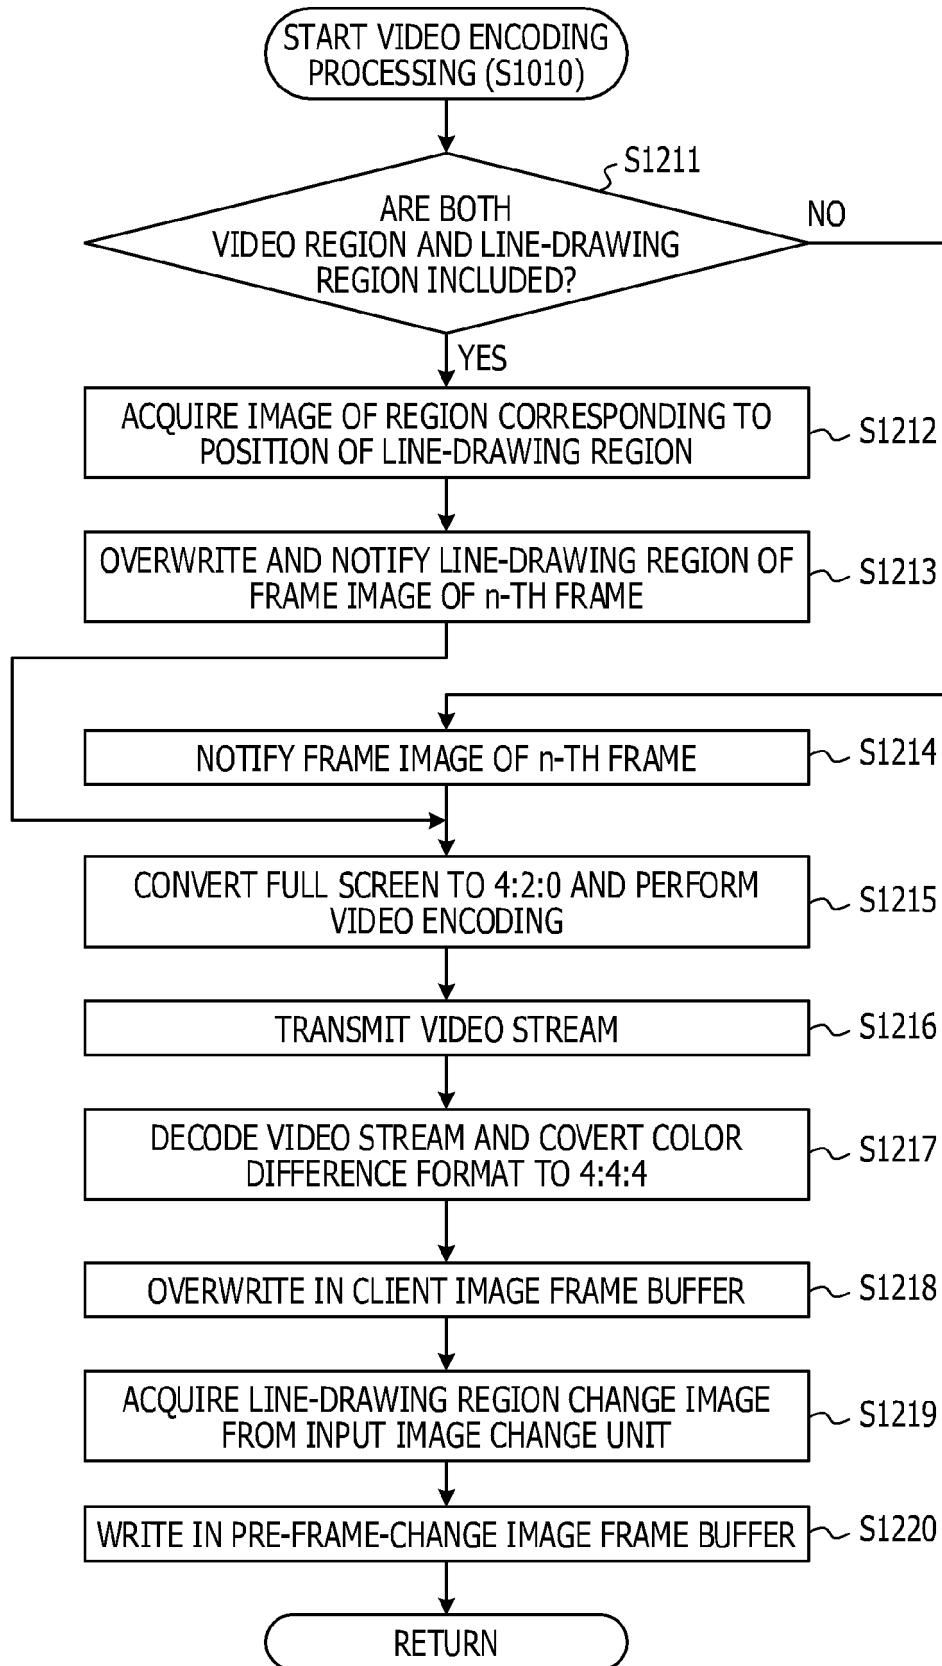 START VIDEO ENCODING
PROCESSING (S1010)
S1211
ARE BOTH
VIDEO REGION AND LINE-DRAWING
REGION INCLUDED?
NO
YES
ACQUIRE IMAGE OF REGION CORRESPONDING TO
POSITION OF LINE-DRAWING REGION
S1212
OVERWRITE AND NOTIFY LINE-DRAWING REGION OF
FRAME IMAGE OF n-TH FRAME
S1213
NOTIFY FRAME IMAGE OF n-TH FRAME
S1214
CONVERT FULL SCREEN TO 4:2:0 AND PERFORM
VIDEO ENCODING
S1215
TRANSMIT VIDEO STREAM
S1216
DECODE VIDEO STREAM AND COVERT COLOR
DIFFERENCE FORMAT TO 4:4:4
S1217
OVERWRITE IN CLIENT IMAGE FRAME BUFFER
S1218
ACQUIRE LINE-DRAWING REGION CHANGE IMAGE
FROM INPUT IMAGE CHANGE UNIT
S1219
WRITE IN PRE-FRAME-CHANGE IMAGE FRAME BUFFER
S1220
RETURN